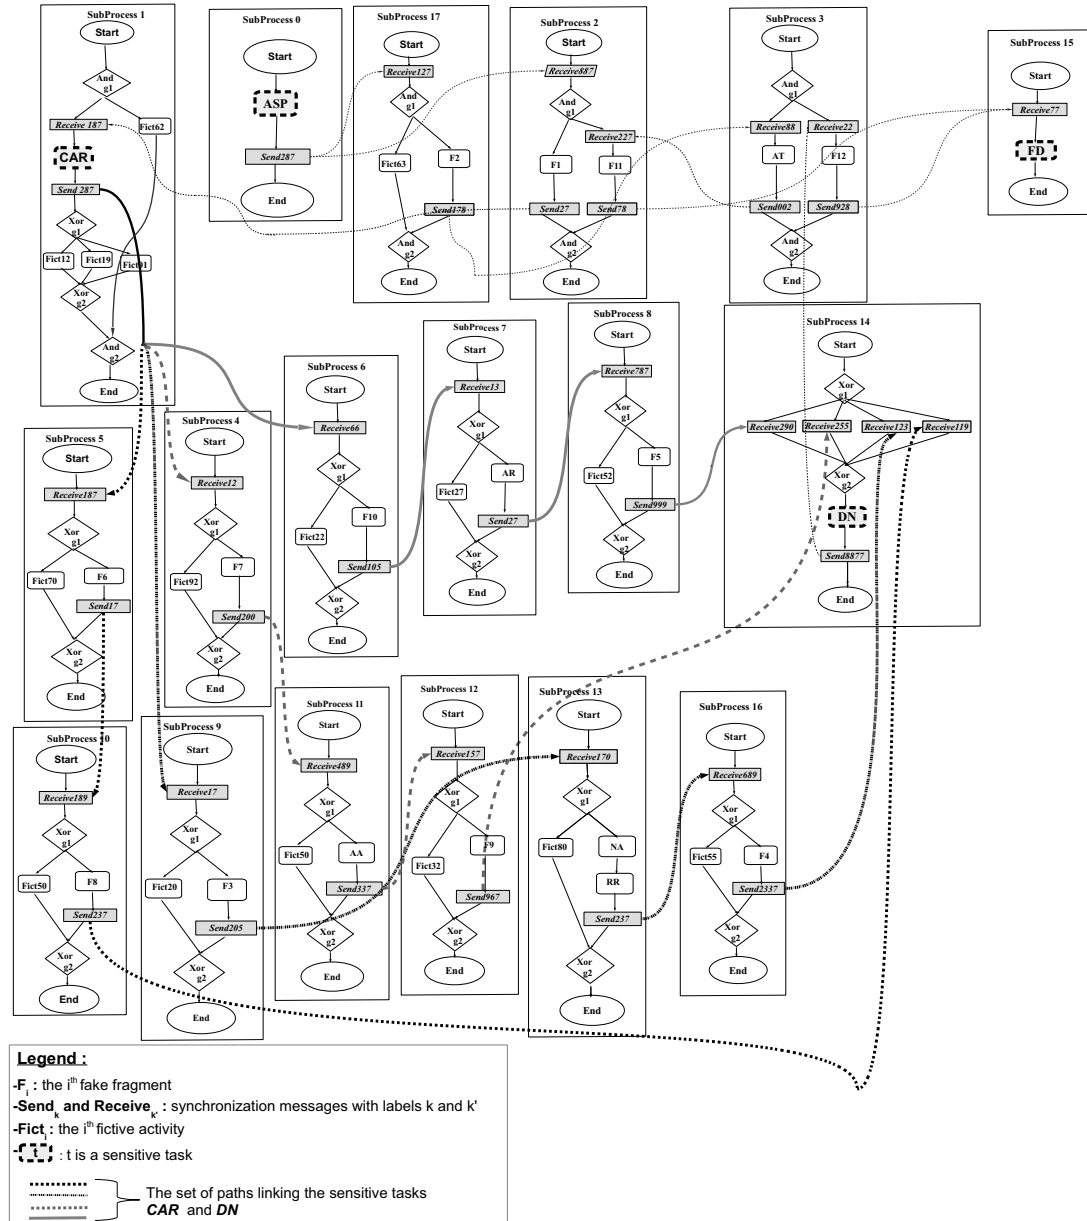 SubProcess 1
Start
And
g1
Receive 187
Fict62
CAR
Send 287
Xor
g1
Fict12
Fict19
Xor
g2
And
g2
End
SubProcess 0
Start
ASP
Send287
End
SubProcess 17
Start
Receive127
And
g1
Fict63
F2
Send178
And
g2
End
SubProcess 2
Start
Receive887
And
g1
Receive227
F1
F11
Send27
Send78
And
g2
End
SubProcess 3
Start
And
g1
Receive88
Receive22
AT
F12
Send002
Send928
And
g2
End
SubProcess 15
Start
Receive77
FD
End
SubProcess 5
Start
Receive187
Xor
g1
Fict70
F6
Send17
Xor
g2
End
SubProcess 4
Start
Receive12
Xor
g1
F7
Fict92
Send200
Xor
g2
End
SubProcess 6
Start
Receive66
Xor
g1
F10
Fict22
Send105
Xor
g2
End
SubProcess 7
Start
Receive13
Xor
g1
AR
Fict27
Send27
Xor
g2
End
SubProcess 8
Start
Receive787
Xor
g1
F5
Fict52
Send999
Xor
g2
End
SubProcess 14
Start
Xor
g1
Receive290
Receive255
Receive123
Receive119
Xor
g2
DN
Send8877
End
SubProcess 10
Start
Receive189
Xor
g1
Fict50
F8
Send237
Xor
g2
End
SubProcess 9
Start
Receive17
Xor
g1
Fict20
F3
Send205
Xor
g2
End
SubProcess 11
Start
Receive489
Xor
g1
Fict50
AA
Send337
Xor
g2
End
SubProcess 12
Start
Receive157
Xor
g1
F9
Fict32
Send967
Xor
g2
End
SubProcess 13
Start
Receive170
Xor
g1
Fict80
NA
RR
Send237
Xor
g2
End
SubProcess 16
Start
Receive689
Xor
g1
Fict55
F4
Send2337
Xor
g2
End
Legend :
-Fi : the ith fake fragment
-Sendk and Receivek' : synchronization messages with labels k and k'
-Ficti : the ith fictive activity
- t : t is a sensitive task
The set of paths linking the sensitive tasks
CAR and DN